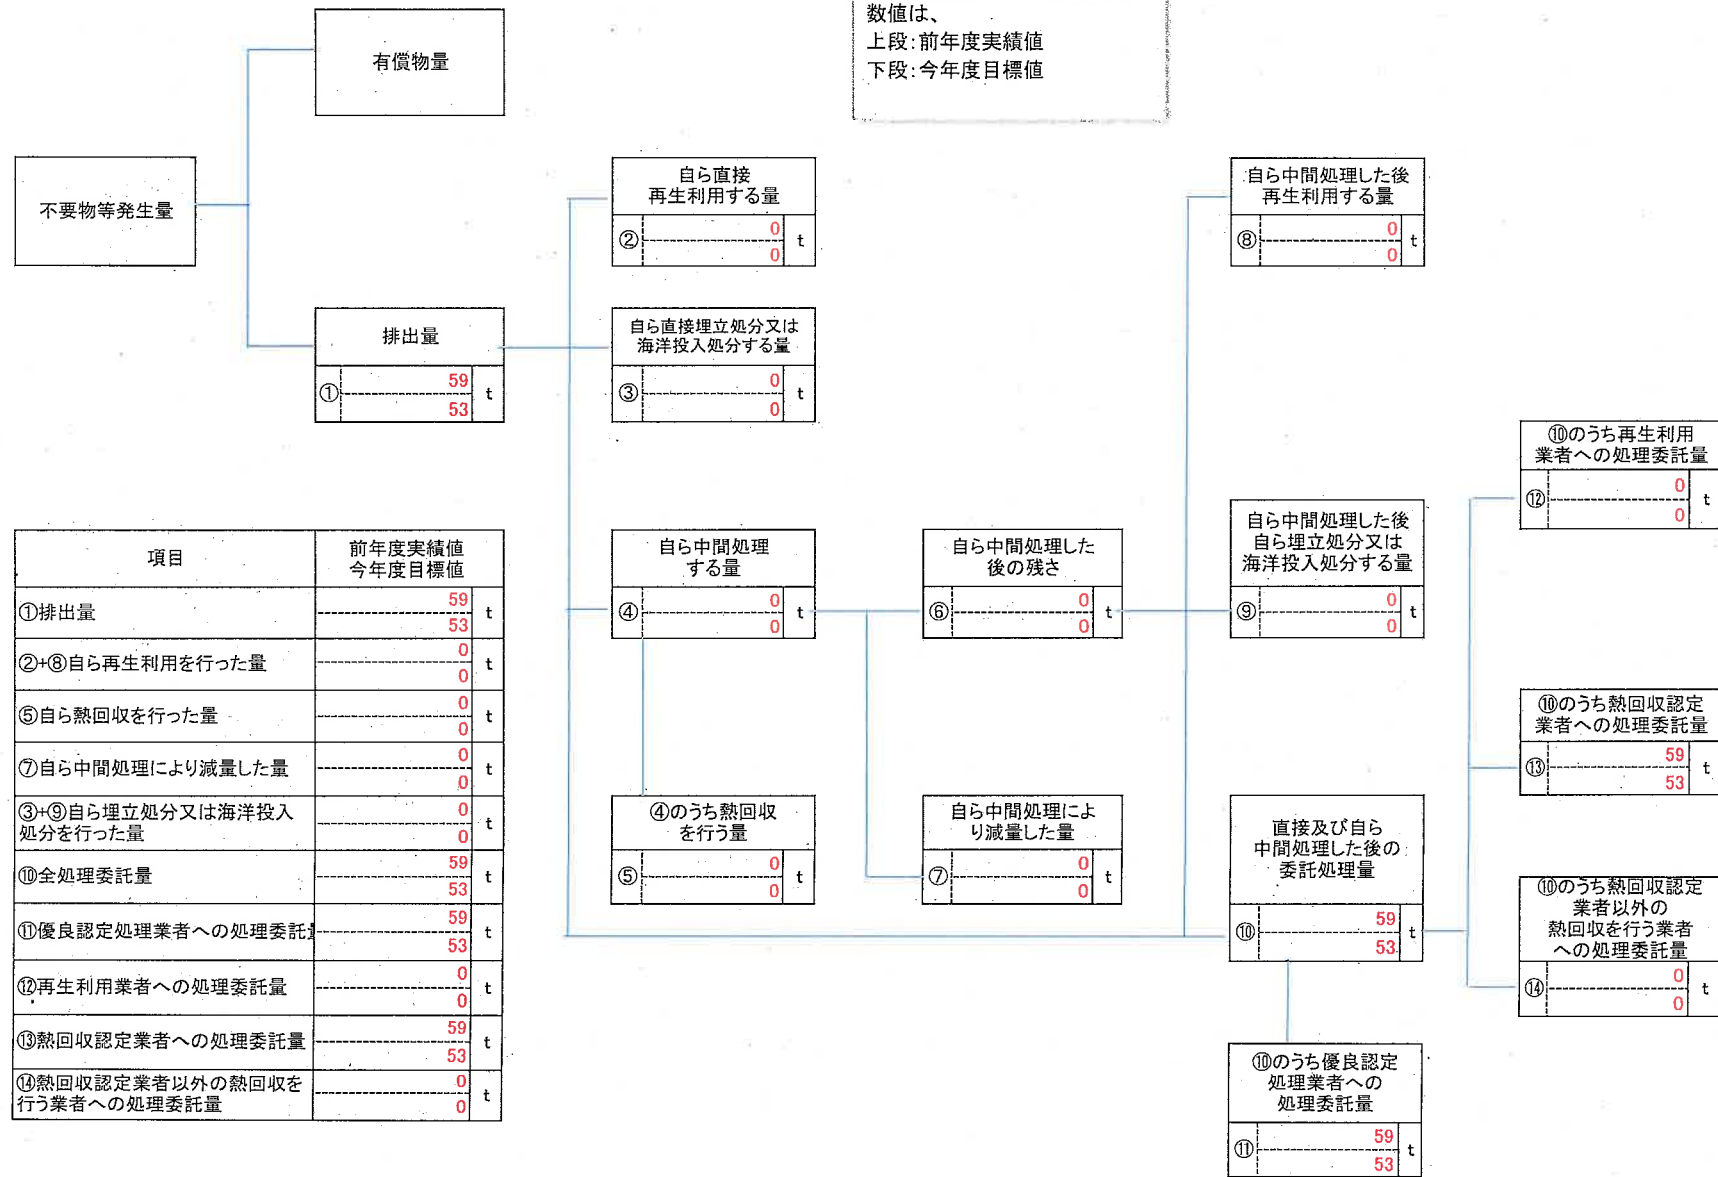 数値は、
上段:前年度実績値
下段:今年度目標値
有償物量
不要物等発生量
排出量
①
59
53
t
自ら直接
再生利用する量
②
0
0
t
自ら直接埋立処分又は
海洋投入処分する量
③
0
0
t
自ら中間処理
する量
④
0
0
t
④のうち熱回収
を行う量
⑤
0
0
t
自ら中間処理した
後の残さ
⑥
0
0
t
自ら中間処理によ
り減量した量
⑦
0
0
t
自ら中間処理した後
再生利用する量
⑧
0
0
t
自ら中間処理した後
自ら埋立処分又は
海洋投入処分する量
⑨
0
0
t
直接及び自ら
中間処理した後の
委託処理量
⑩
59
53
t
⑩のうち優良認定
処理業者への
処理委託量
⑪
59
53
t
⑩のうち再生利用
業者への処理委託量
⑫
0
0
t
⑩のうち熱回収認定
業者への処理委託量
⑬
59
53
t
⑩のうち熱回収認定
業者以外の
熱回収を行う業者
への処理委託量
⑭
0
0
t
項目
前年度実績値
今年度目標値
①排出量
59
53
t
②+⑧自ら再生利用を行った量
0
0
t
⑤自ら熱回収を行った量
0
0
t
⑦自ら中間処理により減量した量
0
0
t
③+⑨自ら埋立処分又は海洋投入
処分を行った量
0
0
t
⑩全処理委託量
59
53
t
⑪優良認定処理業者への処理委託量
59
53
t
⑫再生利用業者への処理委託量
0
0
t
⑬熱回収認定業者への処理委託量
59
53
t
⑭熱回収認定業者以外の熱回収を
行う業者への処理委託量
0
0
t